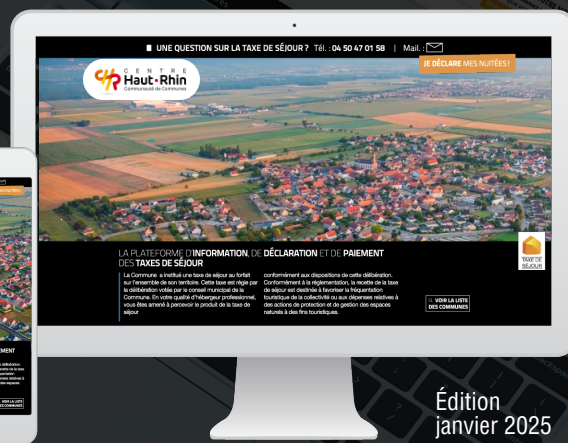 UNE QUESTION SUR LA TAXE DE SÉJOUR ? Tél. : 04 50 47 01 58 | Mail. :
JE DÉCLARE MES NUITÉES !
CENTRE
Haut·Rhin
Communauté de Communes
LA PLATEFORME D'INFORMATION, DE DÉCLARATION ET DE PAIEMENT
DES TAXES DE SÉJOUR
La Commune a institué une taxe de séjour au forfait
sur l'ensemble de son territoire. Cette taxe est régie par
la délibération votée par le conseil municipal de la
Commune. En votre qualité d'hébergeur professionnel,
vous êtes amené à percevoir le produit de la taxe de
séjour
conformément aux dispositions de cette délibération.
Conformément à la réglementation, la recette de la taxe
de séjour est destinée à favoriser la fréquentation
touristique de la collectivité ou aux dépenses relatives à
des actions de protection et de gestion des espaces
naturels à des fins touristiques.
VOIR LA LISTE
DES COMMUNES
TAXE DE
SÉJOUR
Édition
janvier 2025